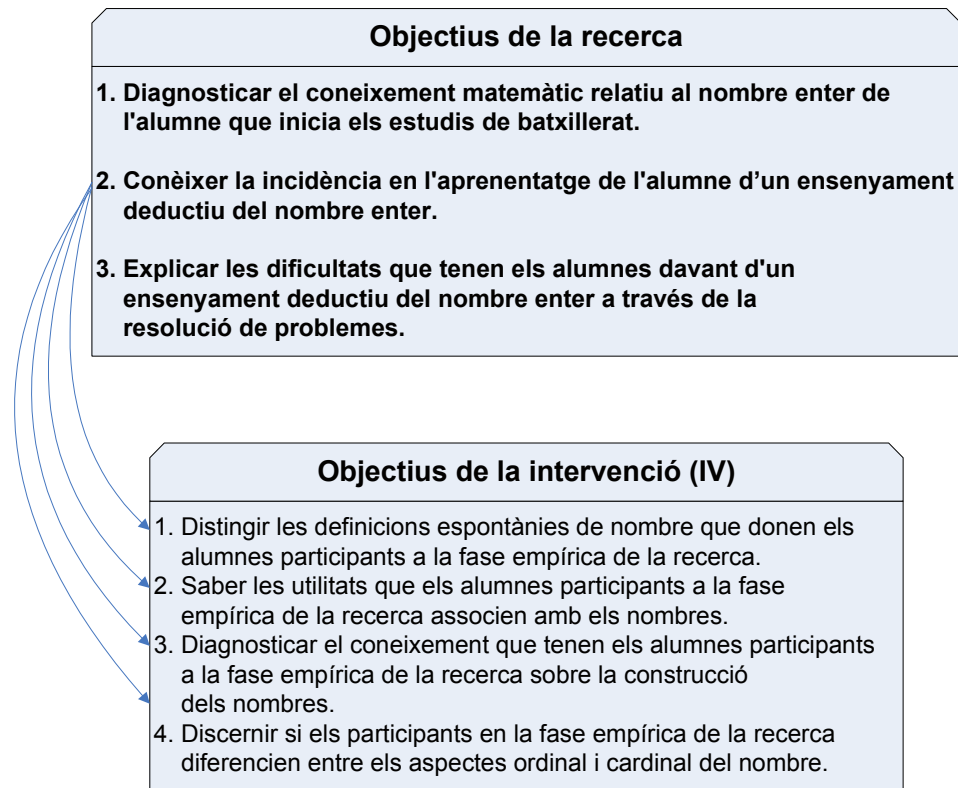 Objectius de la recerca
1. Diagnosticar el coneixement matemàtic relatiu al nombre enter de
l'alumne que inicia els estudis de batxillerat.
2. Conèixer la incidència en l'aprenentatge de l'alumne d’un ensenyament
deductiu del nombre enter.
3. Explicar les dificultats que tenen els alumnes davant d'un
ensenyament deductiu del nombre enter a través de la
resolució de problemes.
Objectius de la intervenció (IV)
1. Distingir les definicions espontànies de nombre que donen els
alumnes participants a la fase empírica de la recerca.
2. Saber les utilitats que els alumnes participants a la fase
empírica de la recerca associen amb els nombres.
3. Diagnosticar el coneixement que tenen els alumnes participants
a la fase empírica de la recerca sobre la construcció
dels nombres.
4. Discernir si els participants en la fase empírica de la recerca
diferencien entre els aspectes ordinal i cardinal del nombre.